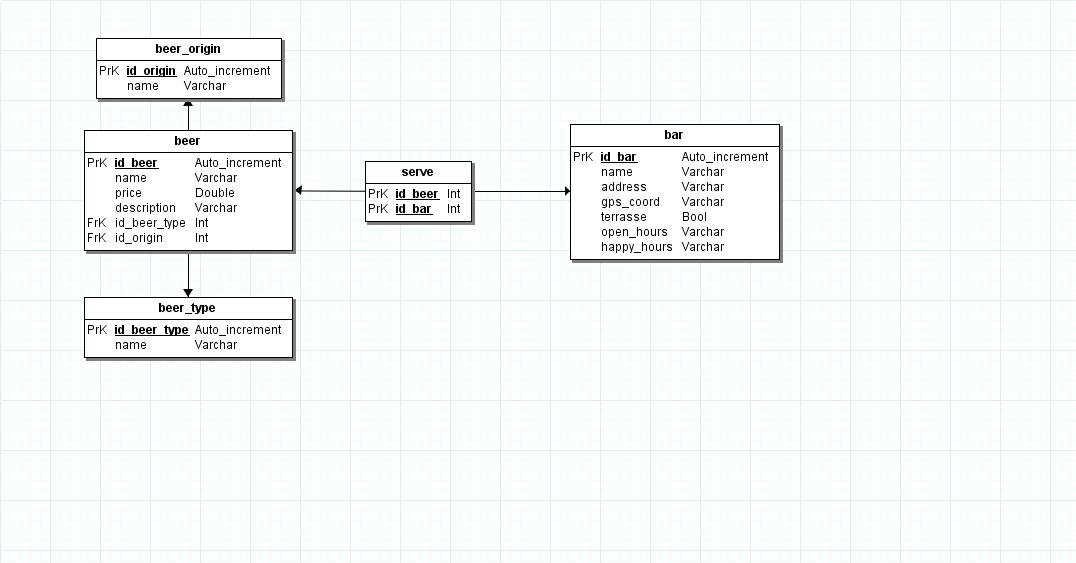 beer_origin
PrK id_origin Auto_increment
name Varchar
beer
PrK id_beer Auto_increment
name Varchar
price Double
description Varchar
FrK id_beer_type Int
FrK id_origin Int
serve
PrK id_beer Int
PrK id_bar Int
bar
PrK id_bar Auto_increment
name Varchar
address Varchar
gps_coord Varchar
terrasse Bool
open_hours Varchar
happy_hours Varchar
beer_type
PrK id_beer_type Auto_increment
name Varchar